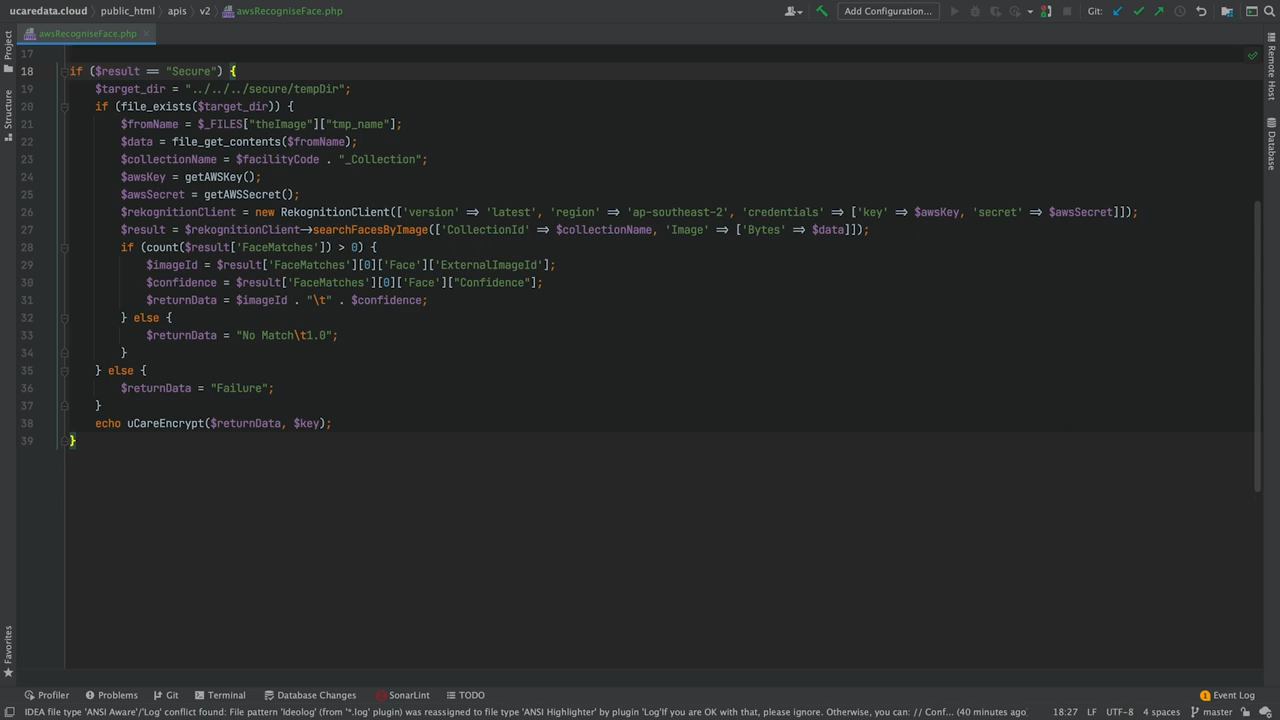 ucaredata.cloud public_html apis v2 awsRecogniseFace.php Add Configuration... Git:
awsRecogniseFace.php
Project
Structure
Favorites
Remote Host
Database
17
18 if ($result == "Secure") {
19 $target_dir = "../../../secure/tempDir";
20 if (file_exists($target_dir)) {
21 $fromName = $_FILES["theImage"]["tmp_name"];
22 $data = file_get_contents($fromName);
23 $collectionName = $facilityCode . "_Collection";
24 $awsKey = getAWSKey();
25 $awsSecret = getAWSSecret();
26 $rekognitionClient = new RekognitionClient(['version' => 'latest', 'region' => 'ap-southeast-2', 'credentials' => ['key' => $awsKey, 'secret' => $awsSecret]]);
27 $result = $rekognitionClient->searchFacesByImage(['CollectionId' => $collectionName, 'Image' => ['Bytes' => $data]]);
28 if (count($result['FaceMatches']) > 0) {
29 $imageId = $result['FaceMatches'][0]['Face']['ExternalImageId'];
30 $confidence = $result['FaceMatches'][0]['Face']["Confidence"];
31 $returnData = $imageId . "\t" . $confidence;
32 } else {
33 $returnData = "No Match\t1.0";
34 }
35 } else {
36 $returnData = "Failure";
37 }
38 echo uCareEncrypt($returnData, $key);
39 }
Profiler Problems Git Terminal Database Changes SonarLint TODO 1 Event Log
IDEA file type 'ANSI Aware'/'Log' conflict found: File pattern 'Ideolog' (from '*.log' plugin) was reassigned to file type 'ANSI Highlighter' by plugin 'Log'If you are OK with that, please ignore. Otherwise, you can: // Conf... (40 minutes ago) 18:27 LF UTF-8 4 spaces master